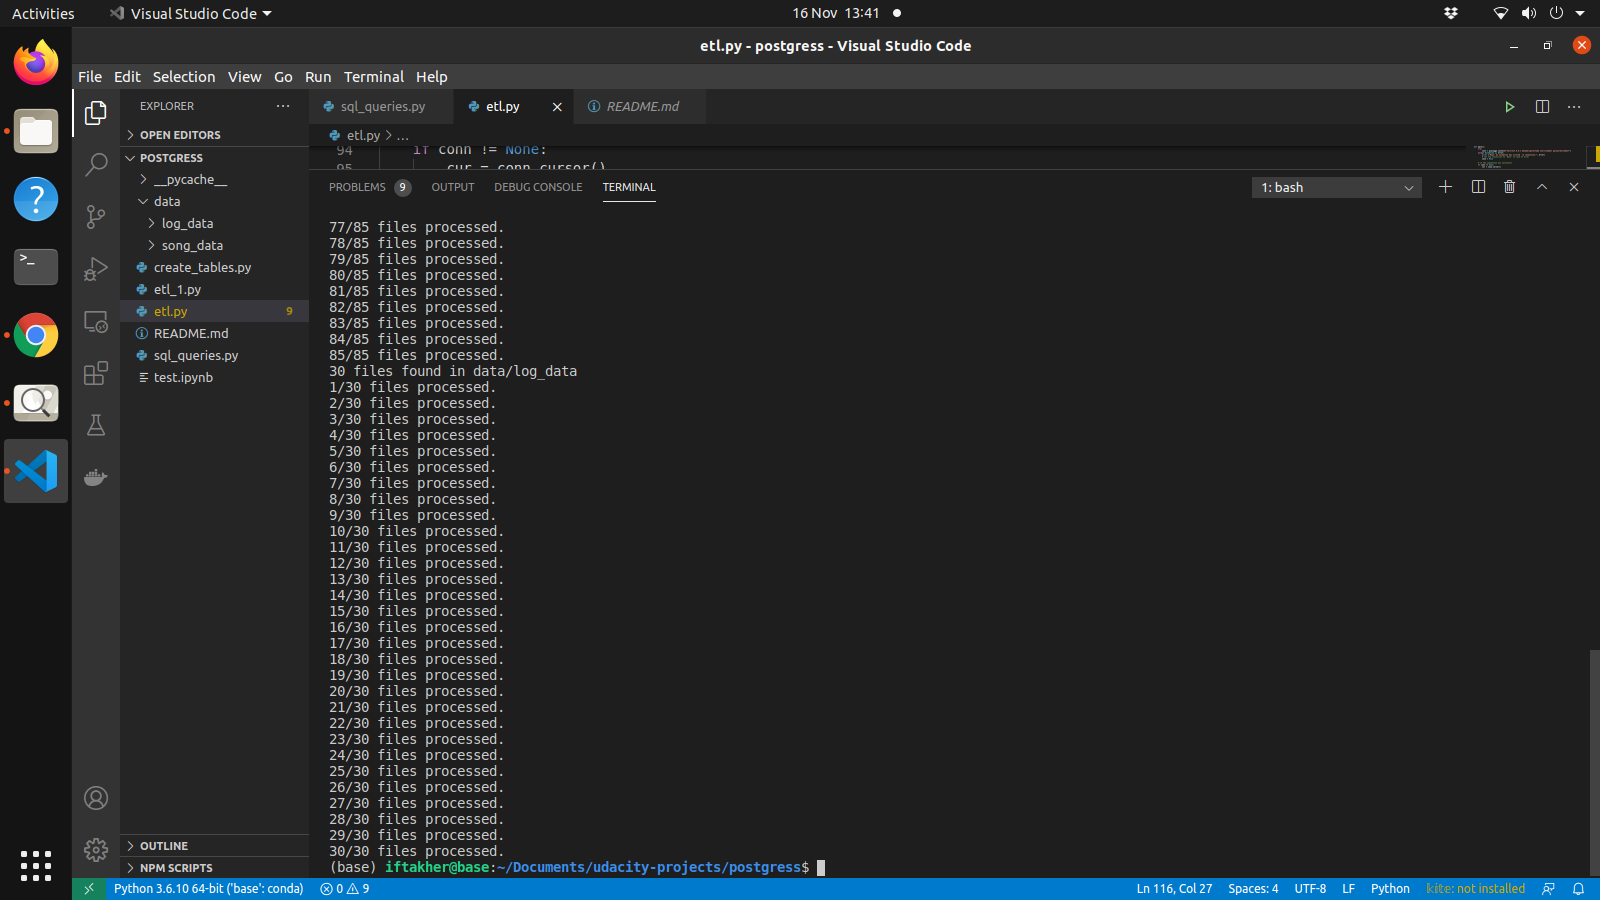 Activities
Visual Studio Code
16 Nov 13:41
etl.py - postgress - Visual Studio Code
File Edit Selection View Go Run Terminal Help
EXPLORER
OPEN EDITORS
POSTGRESS
__pycache__
data
log_data
song_data
create_tables.py
etl_1.py
etl.py 9
README.md
sql_queries.py
test.ipynb
OUTLINE
NPM SCRIPTS
sql_queries.py
etl.py
README.md
etl.py > ...
94 if conn != None:
95 cur = conn.cursor()
PROBLEMS 9 OUTPUT DEBUG CONSOLE TERMINAL
1: bash
77/85 files processed.
78/85 files processed.
79/85 files processed.
80/85 files processed.
81/85 files processed.
82/85 files processed.
83/85 files processed.
84/85 files processed.
85/85 files processed.
30 files found in data/log_data
1/30 files processed.
2/30 files processed.
3/30 files processed.
4/30 files processed.
5/30 files processed.
6/30 files processed.
7/30 files processed.
8/30 files processed.
9/30 files processed.
10/30 files processed.
11/30 files processed.
12/30 files processed.
13/30 files processed.
14/30 files processed.
15/30 files processed.
16/30 files processed.
17/30 files processed.
18/30 files processed.
19/30 files processed.
20/30 files processed.
21/30 files processed.
22/30 files processed.
23/30 files processed.
24/30 files processed.
25/30 files processed.
26/30 files processed.
27/30 files processed.
28/30 files processed.
29/30 files processed.
30/30 files processed.
(base) iftakher@base:~/Documents/udacity-projects/postgress$
Python 3.6.10 64-bit ('base': conda) 0 9
Ln 116, Col 27 Spaces: 4 UTF-8 LF Python kite: not installed